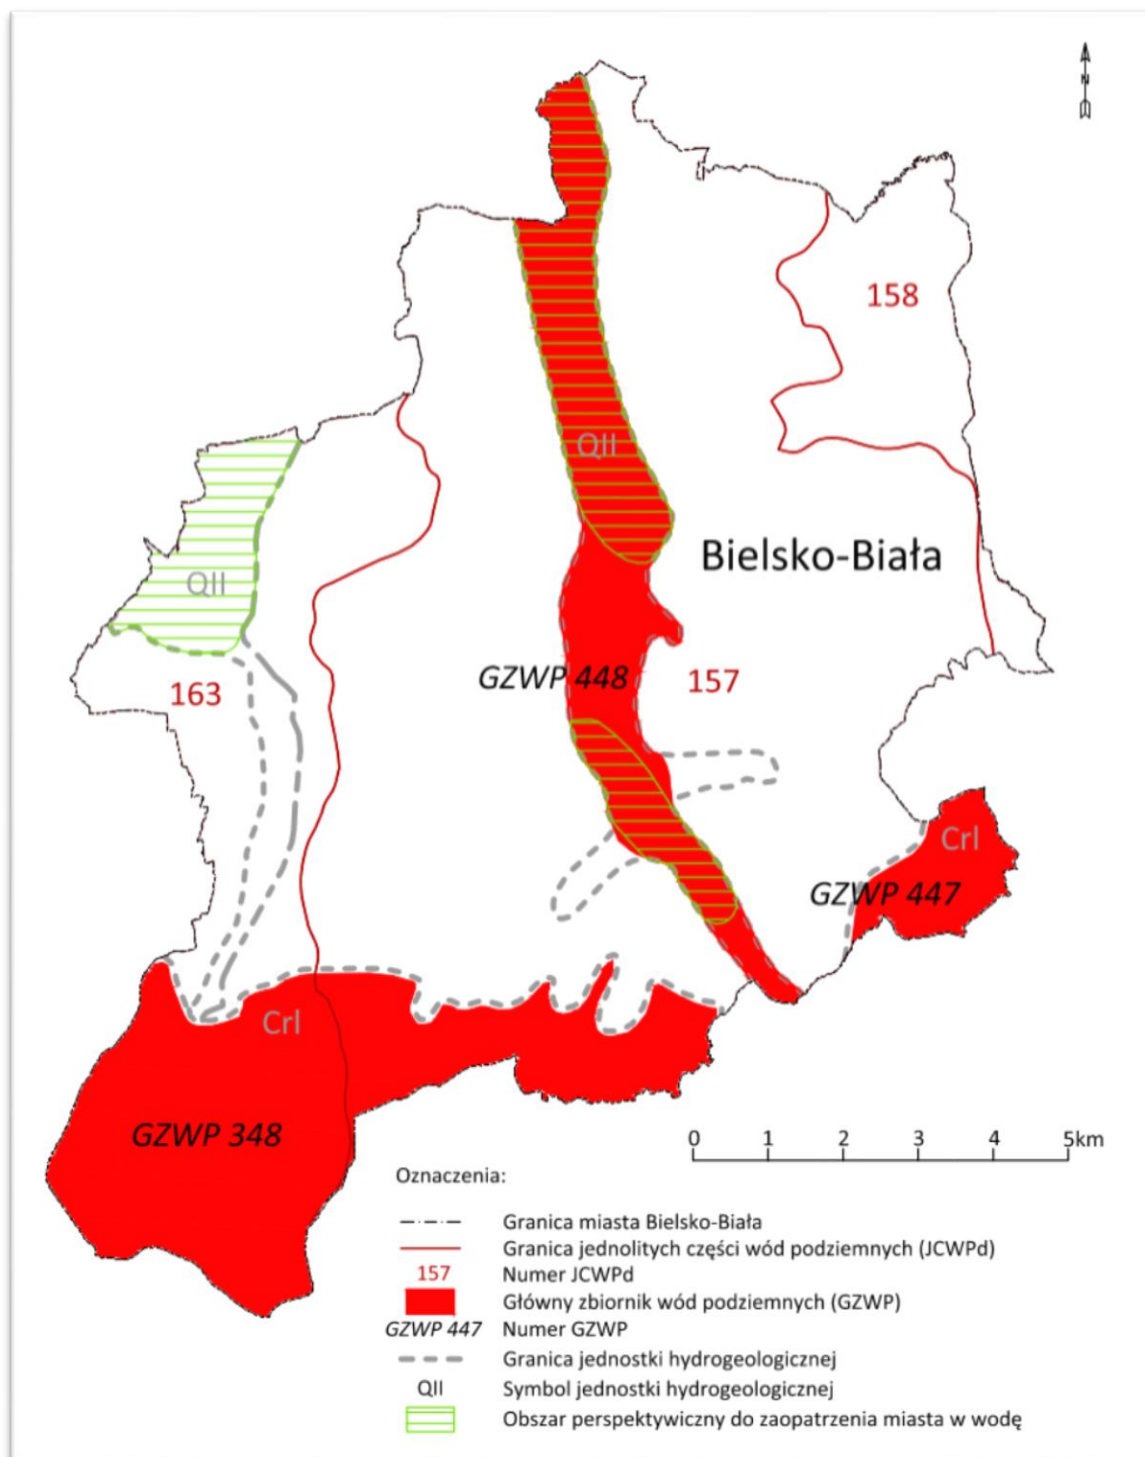 N
158
QII
Bielsko-Biała
QII
GZWP 448
157
163
CrI
GZWP 447
CrI
GZWP 348
0 1 2 3 4 5km
Oznaczenia:
Granica miasta Bielsko-Biała
Granica jednolitych części wód podziemnych (JCWPd)
157 Numer JCWPd
Główny zbiornik wód podziemnych (GZWP)
GZWP 447 Numer GZWP
Granica jednostki hydrogeologicznej
QII Symbol jednostki hydrogeologicznej
Obszar perspektywiczny do zaopatrzenia miasta w wodę